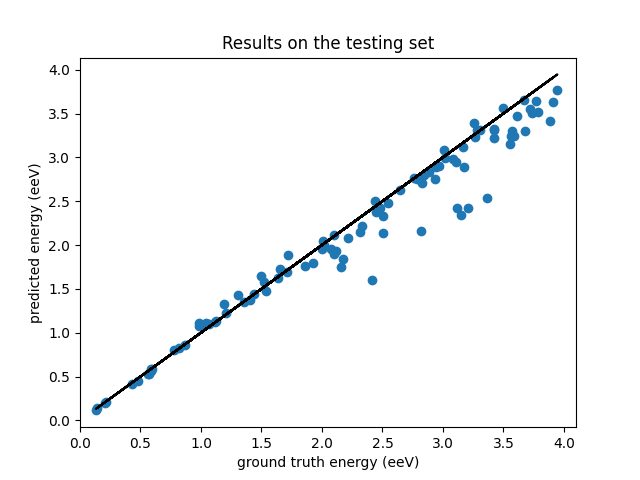 Results on the testing set
4.0
3.5
3.0
2.5
2.0
1.5
1.0
0.5
0.0
predicted energy (eeV)
0.0 0.5 1.0 1.5 2.0 2.5 3.0 3.5 4.0
ground truth energy (eeV)